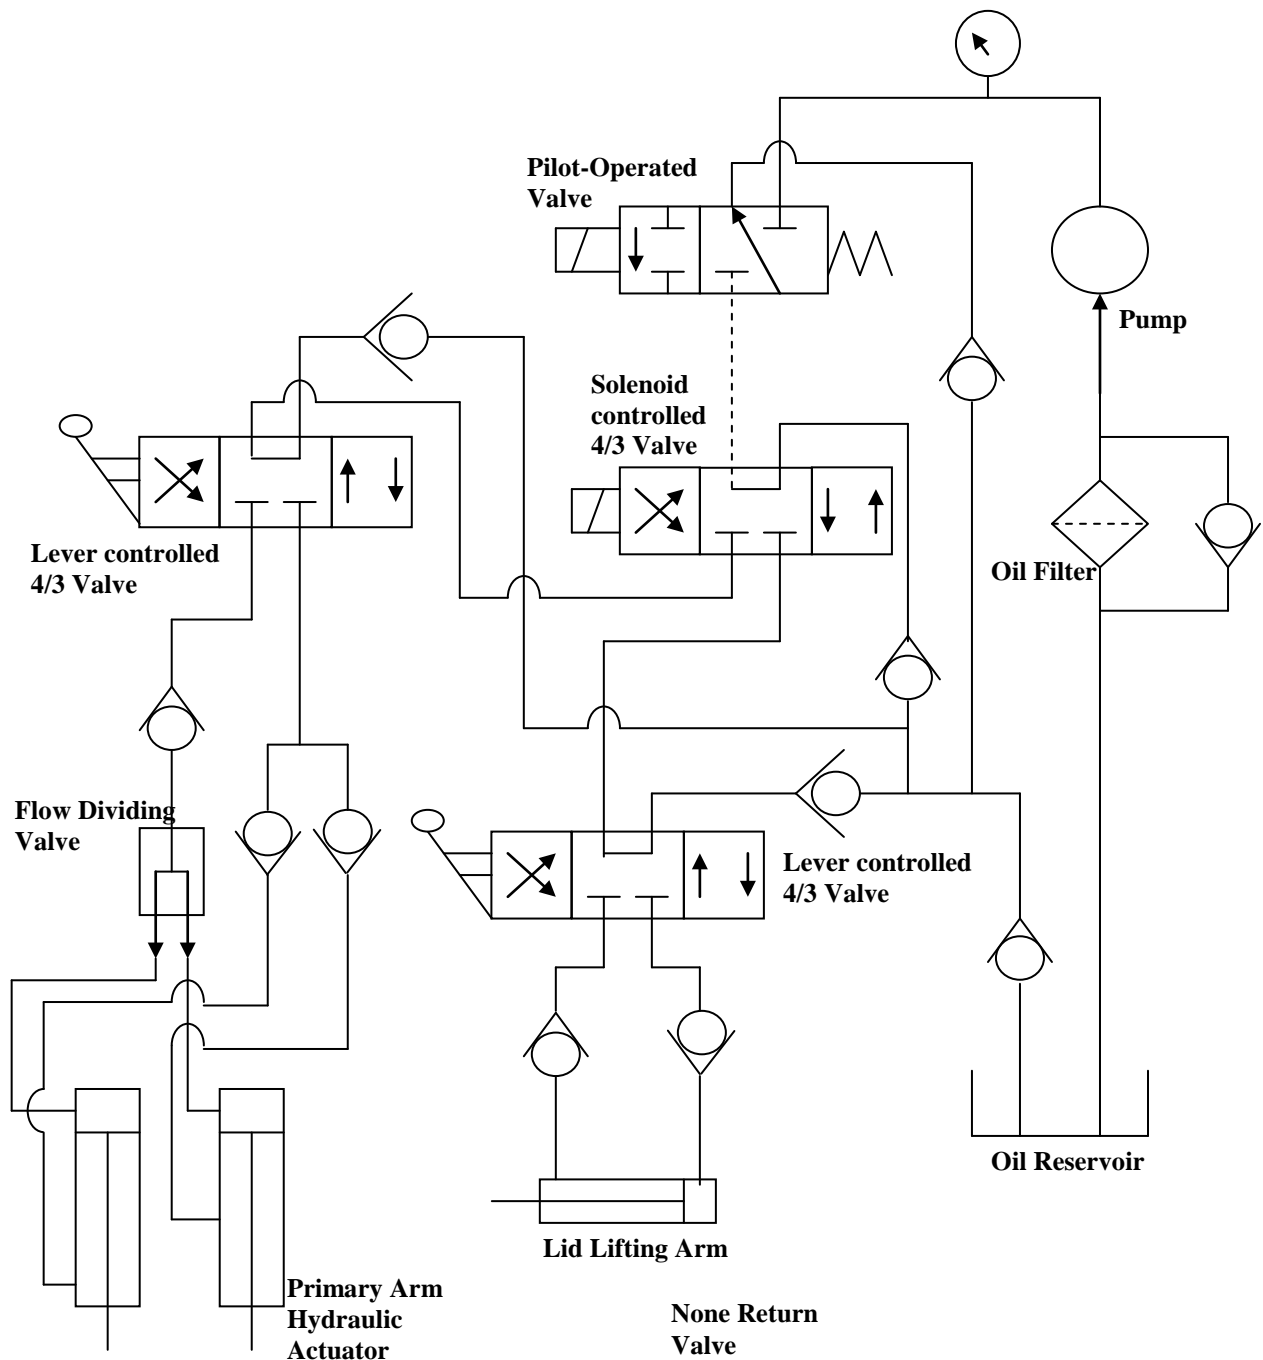 Pilot-Operated
Valve
Pump
Solenoid
controlled
4/3 Valve
Lever controlled
4/3 Valve
Oil Filter
Flow Dividing
Valve
Lever controlled
4/3 Valve
Oil Reservoir
Lid Lifting Arm
Primary Arm
Hydraulic
Actuator
None Return
Valve